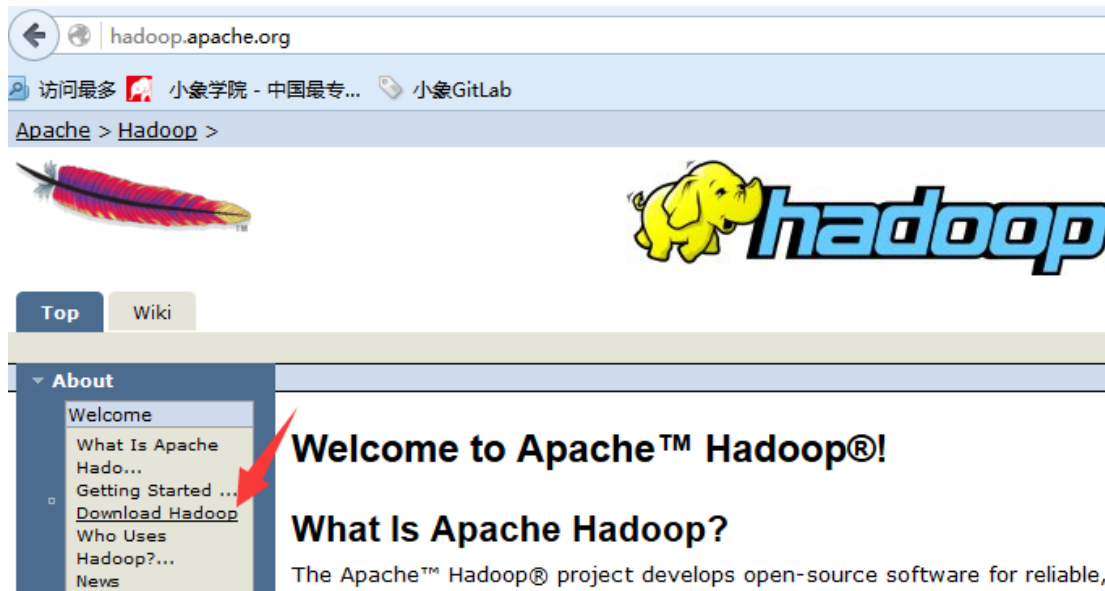 hadoop.apache.org
访问最多 小象学院 - 中国最专... 小象GitLab
Apache > Hadoop >
TM
hadoop
Top Wiki
About
Welcome
What Is Apache
Hado...
Getting Started ...
Download Hadoop
Who Uses
Hadoop?...
News
Welcome to Apache™ Hadoop®!
What Is Apache Hadoop?
The Apache™ Hadoop® project develops open-source software for reliable,